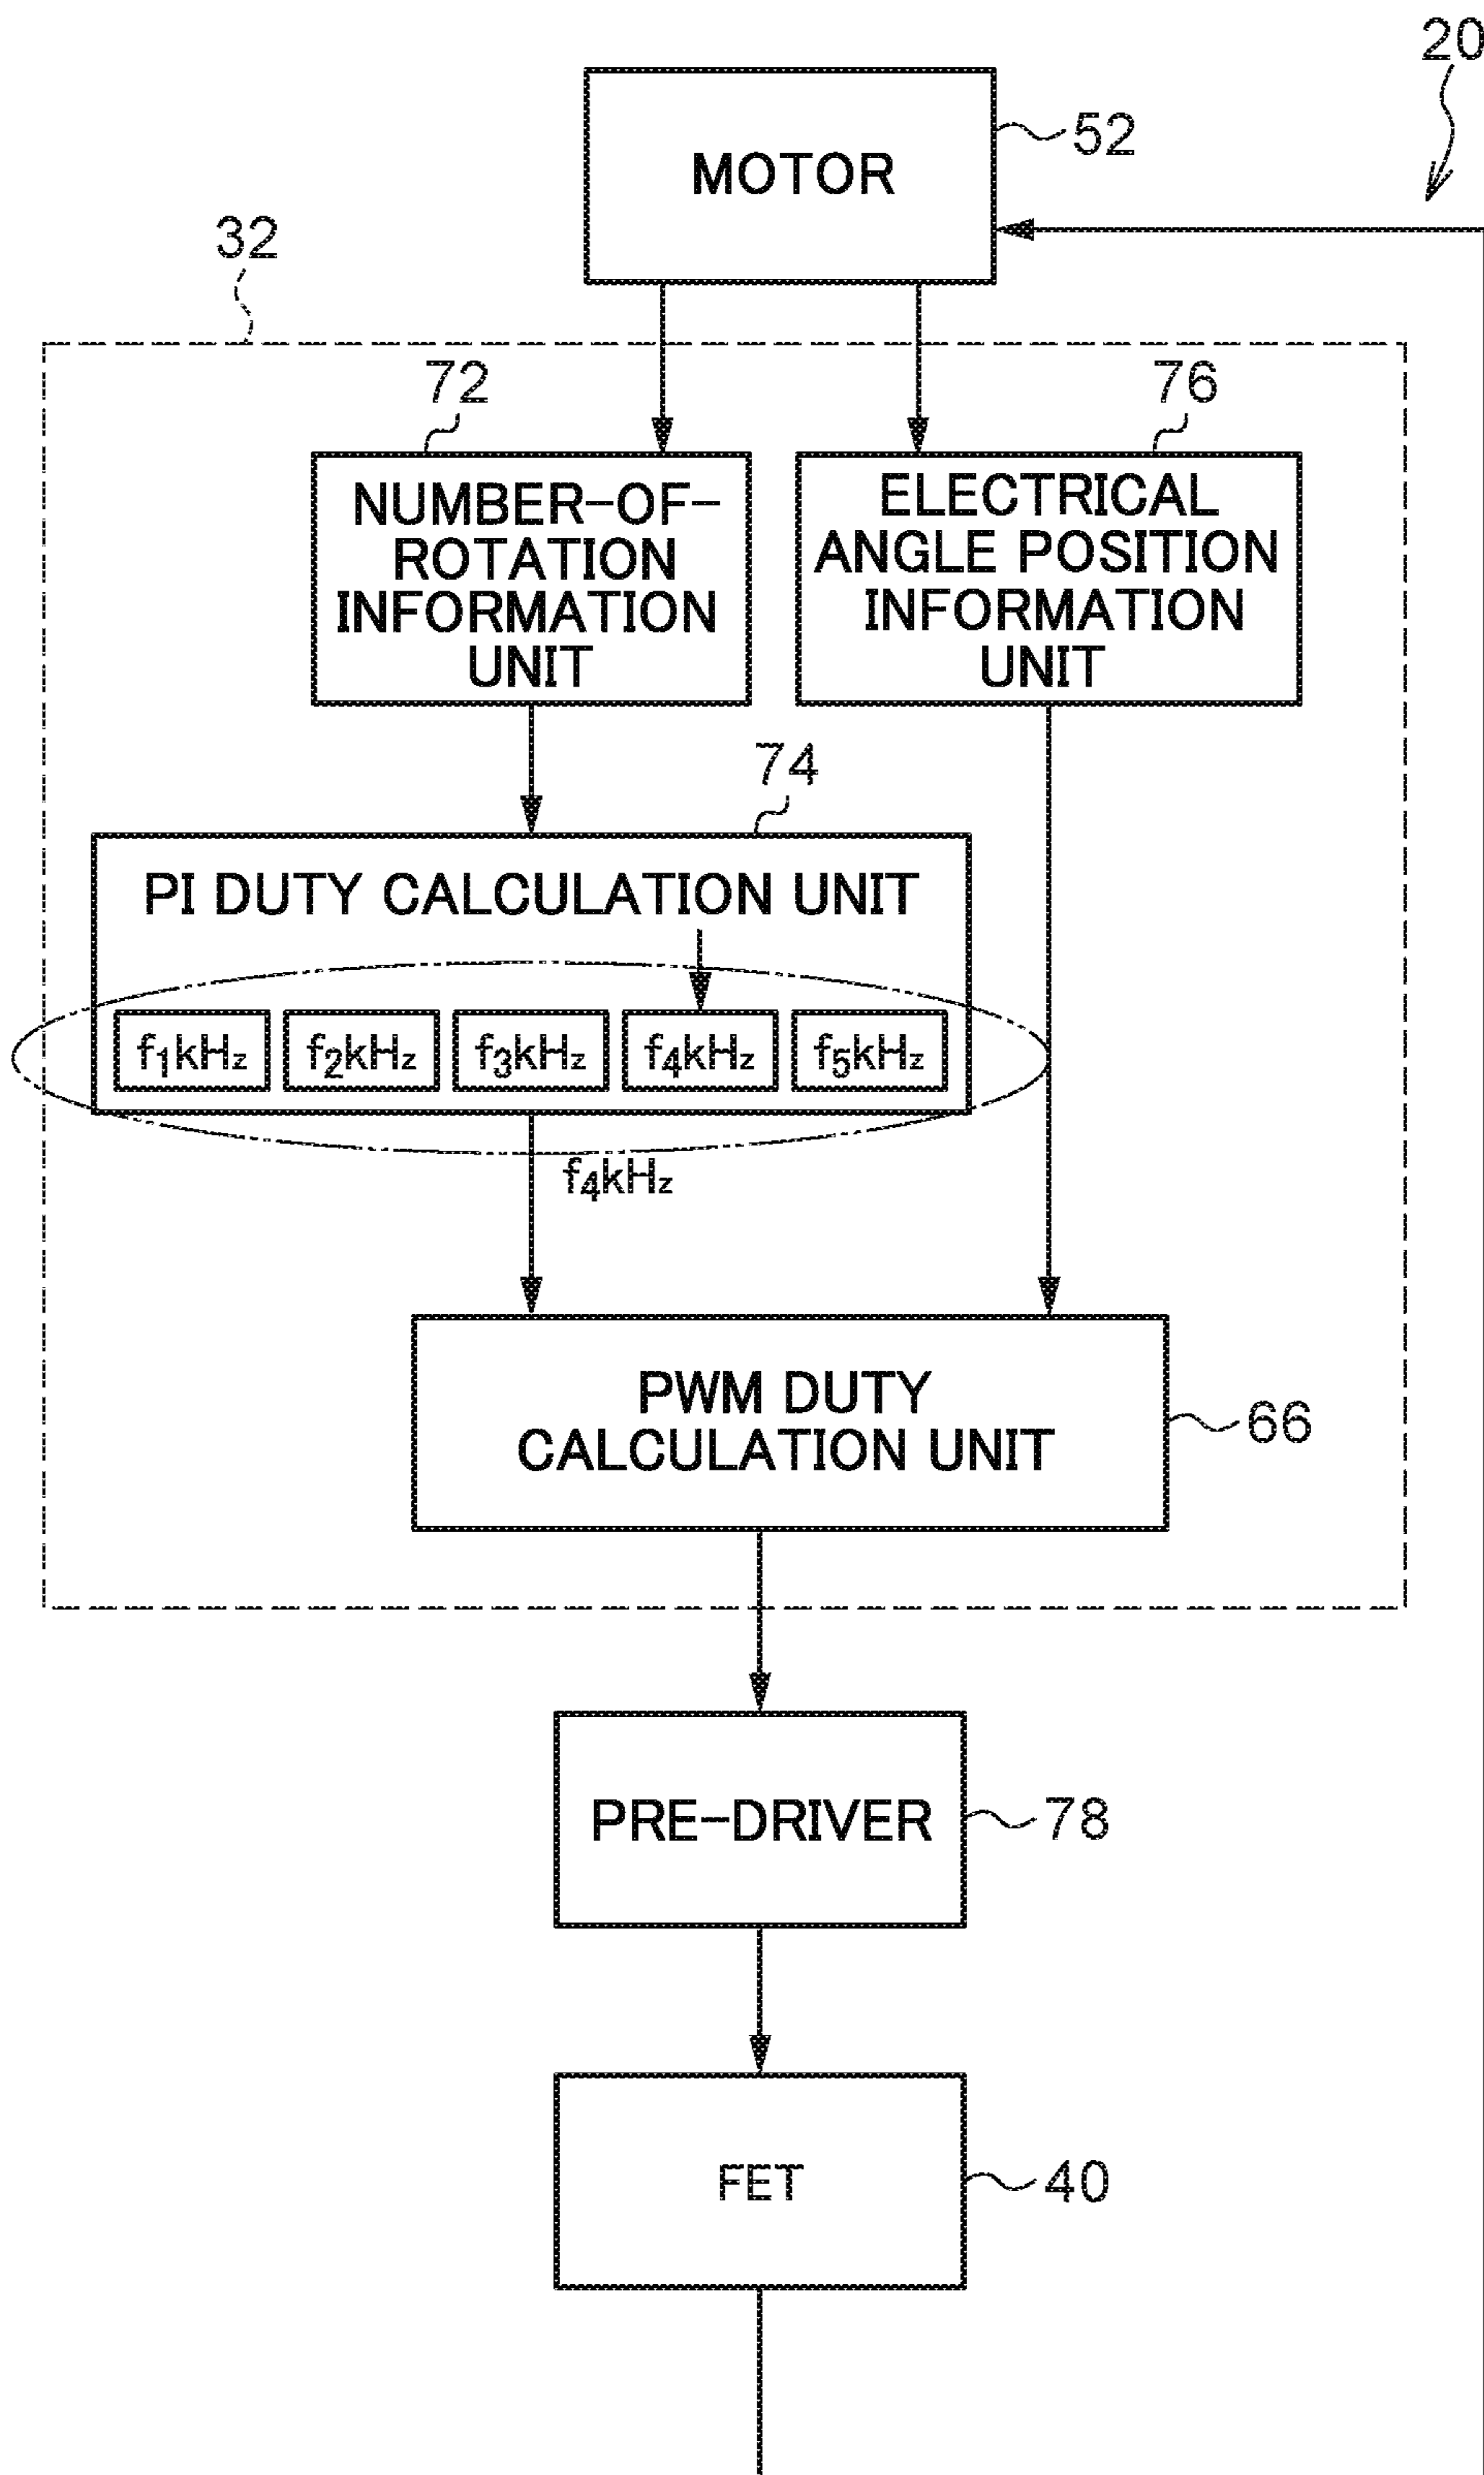 20
MOTOR
52
32
72
76
NUMBER-OF-
ROTATION
INFORMATION
UNIT
ELECTRICAL
ANGLE POSITION
INFORMATION
UNIT
74
PI DUTY CALCULATION UNIT
f₁kHz
f₂kHz
f₃kHz
f₄kHz
f₅kHz
f₄kHz
PWM DUTY
CALCULATION UNIT
66
PRE-DRIVER
78
FET
40